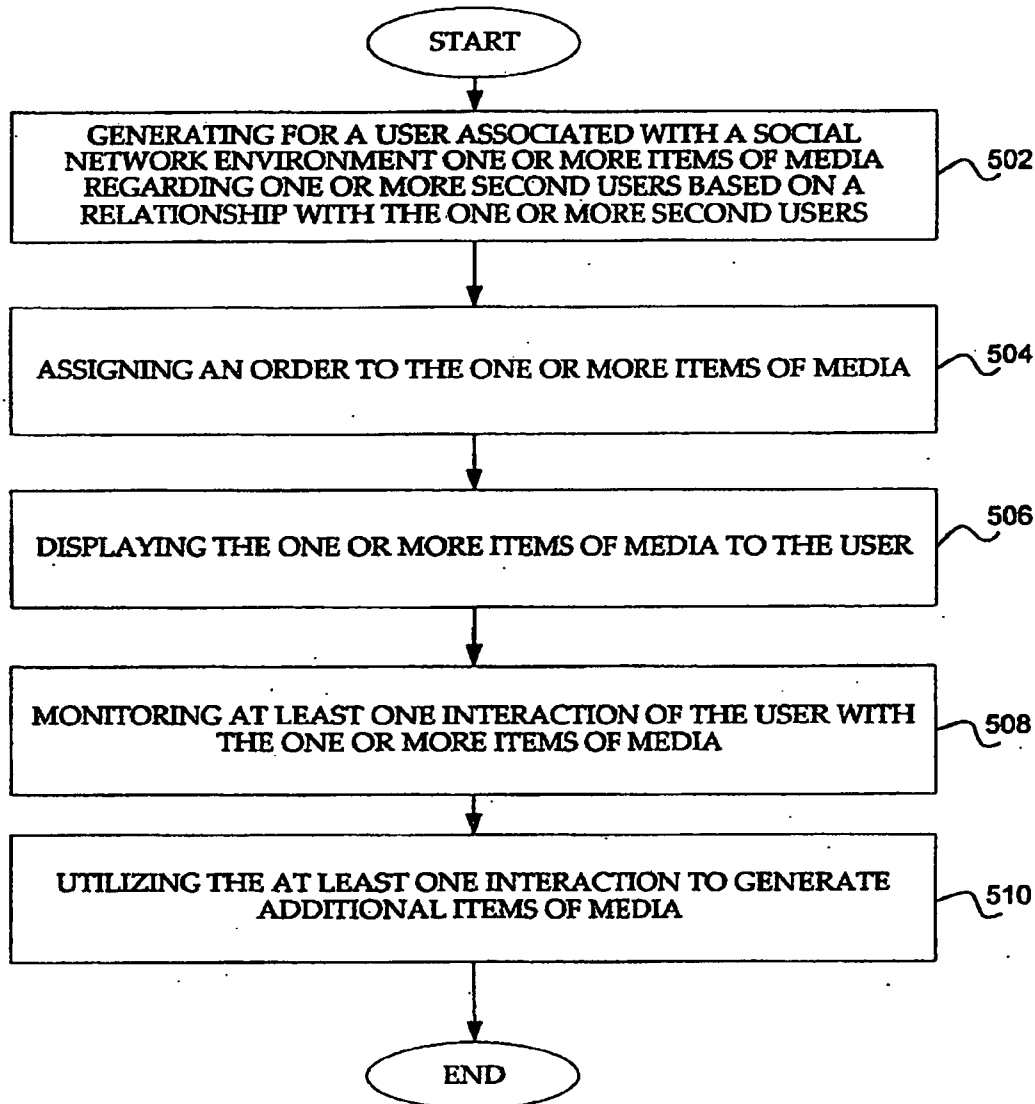 START
GENERATING FOR A USER ASSOCIATED WITH A SOCIAL
NETWORK ENVIRONMENT ONE OR MORE ITEMS OF MEDIA
REGARDING ONE OR MORE SECOND USERS BASED ON A
RELATIONSHIP WITH THE ONE OR MORE SECOND USERS
502
ASSIGNING AN ORDER TO THE ONE OR MORE ITEMS OF MEDIA
504
DISPLAYING THE ONE OR MORE ITEMS OF MEDIA TO THE USER
506
MONITORING AT LEAST ONE INTERACTION OF THE USER WITH
THE ONE OR MORE ITEMS OF MEDIA
508
UTILIZING THE AT LEAST ONE INTERACTION TO GENERATE
ADDITIONAL ITEMS OF MEDIA
510
END